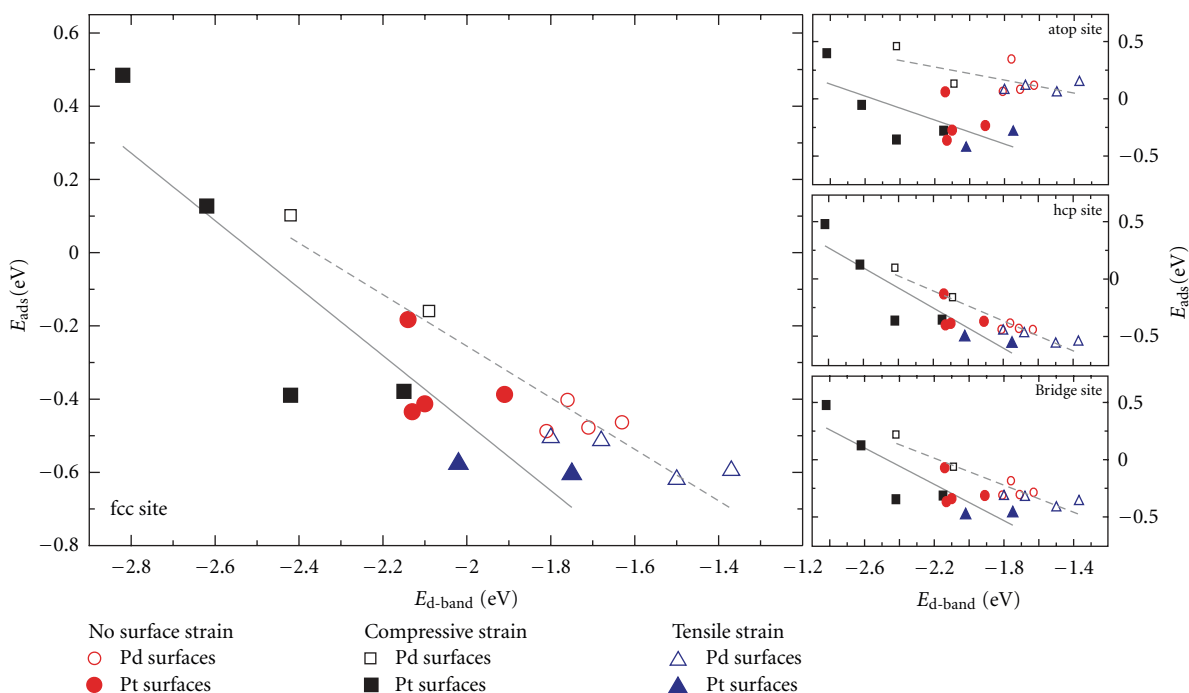 0.6
0.4
0.2
0
−0.2
−0.4
−0.6
−0.8
E_ads (eV)
fcc site
−2.8 −2.6 −2.4 −2.2 −2 −1.8 −1.6 −1.4 −1.2
E_d-band (eV)
atop site
0.5
0
−0.5
hcp site
0.5
0
−0.5
E_ads (eV)
Bridge site
0.5
0
−0.5
−2.6 −2.2 −1.8 −1.4
E_d-band (eV)
No surface strain
Pd surfaces
Pt surfaces
Compressive strain
Pd surfaces
Pt surfaces
Tensile strain
Pd surfaces
Pt surfaces